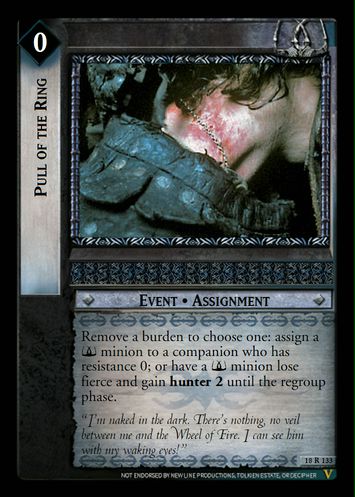 0
PULL OF THE RING
EVENT • ASSIGNMENT
Remove a burden to choose one: assign a
minion to a companion who has
resistance 0; or have a minion lose
fierce and gain hunter 2 until the regroup
phase.
"I'm naked in the dark. There's nothing, no veil
between me and the Wheel of Fire. I can see him
with my waking eyes!"
18 R 133
NOT ENDORSED BY NEW LINE PRODUCTIONS, TOLKIEN ESTATE, OR DECIPHER
V